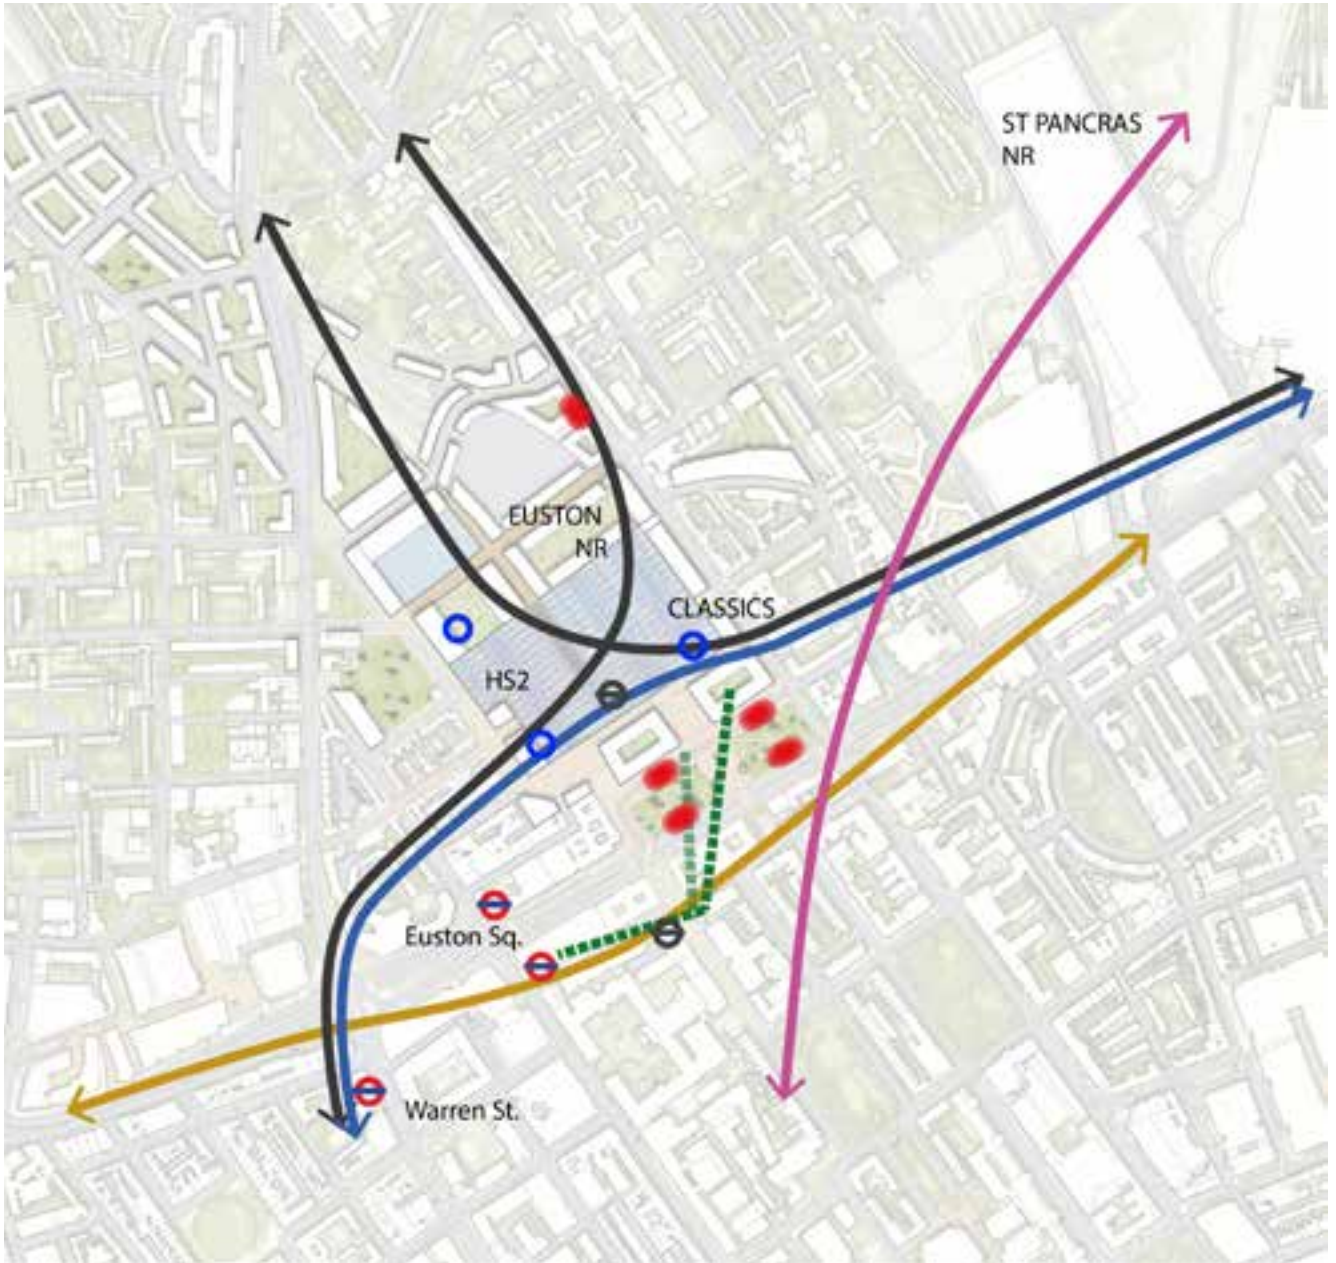 ST PANCRAS
NR
EUSTON
NR
CLASSICS
HS2
Euston Sq.
Warren St.